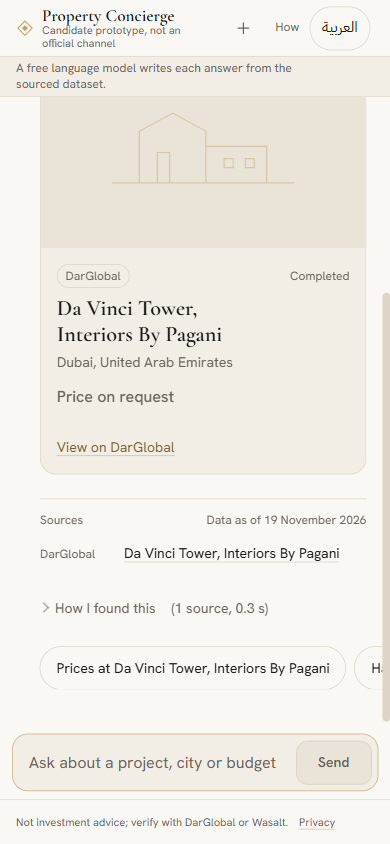 Property Concierge
Candidate prototype, not an
official channel
How
العربية
A free language model writes each answer from the
sourced dataset.
DarGlobal
Completed
Da Vinci Tower,
Interiors By Pagani
Dubai, United Arab Emirates
Price on request
View on DarGlobal
Sources
Data as of 19 November 2026
DarGlobal
Da Vinci Tower, Interiors By Pagani
How I found this (1 source, 0.3 s)
Prices at Da Vinci Tower, Interiors By Pagani
Ask about a project, city or budget
Send
Not investment advice; verify with DarGlobal or Wasalt.
Privacy